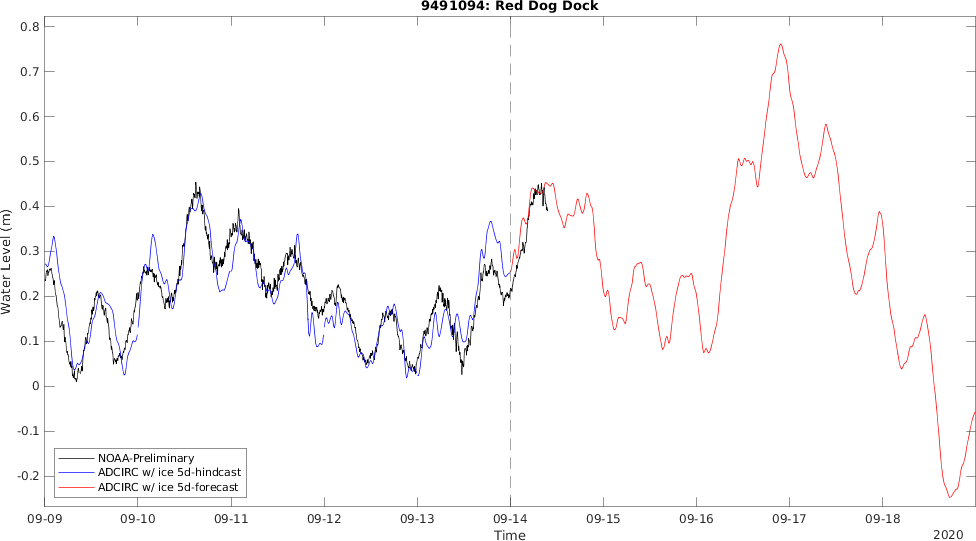 9491094: Red Dog Dock
0.8
0.7
0.6
0.5
0.4
0.3
0.2
0.1
0
-0.1
-0.2
Water Level (m)
NOAA-Preliminary
ADCIRC w/ ice 5d-hindcast
ADCIRC w/ ice 5d-forecast
09-09 09-10 09-11 09-12 09-13 09-14 09-15 09-16 09-17 09-18
Time
2020